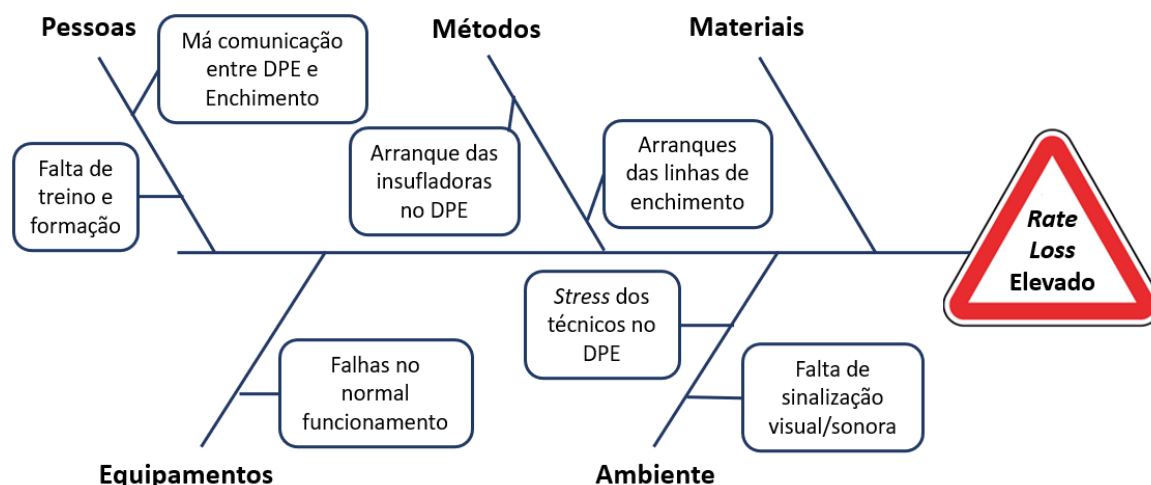 Pessoas
Métodos
Materiais
Má comunicação
entre DPE e
Enchimento
Falta de
treino e
formação
Arranque das
insufladoras
no DPE
Arranques
das linhas de
enchimento
Rate
Loss
Elevado
Falhas no
normal
funcionamento
Stress dos
técnicos no
DPE
Falta de
sinalização
visual/sonora
Equipamentos
Ambiente